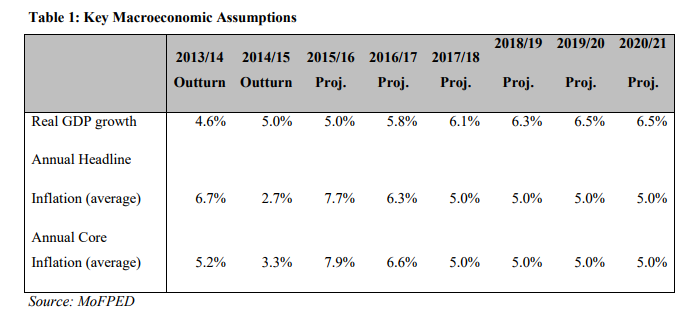 Table 1: Key Macroeconomic Assumptions
2018/19 2019/20 2020/21
2013/14 2014/15 2015/16 2016/17 2017/18
Outturn Outturn Proj. Proj. Proj. Proj. Proj. Proj.
Real GDP growth 4.6% 5.0% 5.0% 5.8% 6.1% 6.3% 6.5% 6.5%
Annual Headline
Inflation (average) 6.7% 2.7% 7.7% 6.3% 5.0% 5.0% 5.0% 5.0%
Annual Core
Inflation (average) 5.2% 3.3% 7.9% 6.6% 5.0% 5.0% 5.0% 5.0%
Source: MoFPED